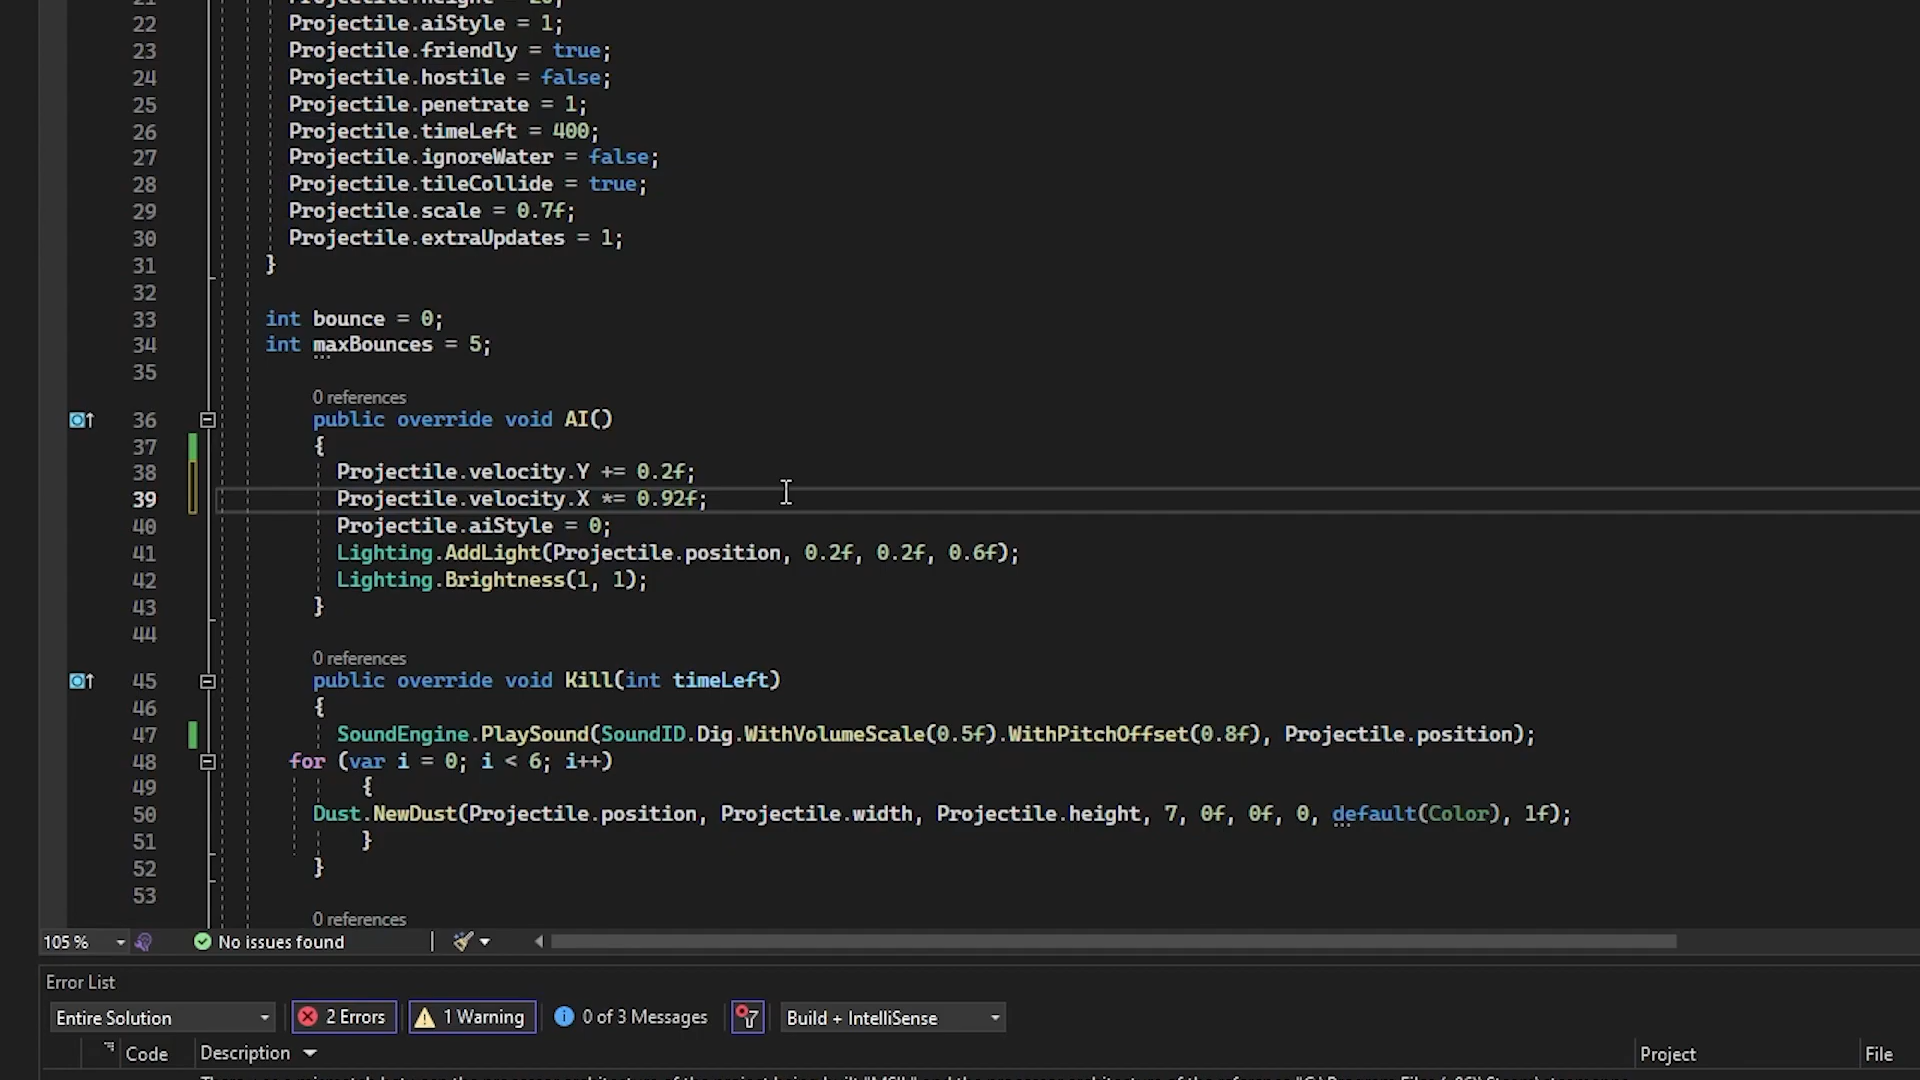 21 Projectile.height = 20;
22 Projectile.aiStyle = 1;
23 Projectile.friendly = true;
24 Projectile.hostile = false;
25 Projectile.penetrate = 1;
26 Projectile.timeLeft = 400;
27 Projectile.ignoreWater = false;
28 Projectile.tileCollide = true;
29 Projectile.scale = 0.7f;
30 Projectile.extraUpdates = 1;
31 }
32
33 int bounce = 0;
34 int maxBounces = 5;
35
0 references
36 public override void AI()
37 {
38 Projectile.velocity.Y += 0.2f;
39 Projectile.velocity.X *= 0.92f;
40 Projectile.aiStyle = 0;
41 Lighting.AddLight(Projectile.position, 0.2f, 0.2f, 0.6f);
42 Lighting.Brightness(1, 1);
43 }
44
0 references
45 public override void Kill(int timeLeft)
46 {
47 SoundEngine.PlaySound(SoundID.Dig.WithVolumeScale(0.5f).WithPitchOffset(0.8f), Projectile.position);
48 for (var i = 0; i < 6; i++)
49 {
50 Dust.NewDust(Projectile.position, Projectile.width, Projectile.height, 7, 0f, 0f, 0, default(Color), 1f);
51 }
52 }
53
0 references
105 % No issues found
Error List
Entire Solution 2 Errors 1 Warning 0 of 3 Messages Build + IntelliSense
Code Description Project File